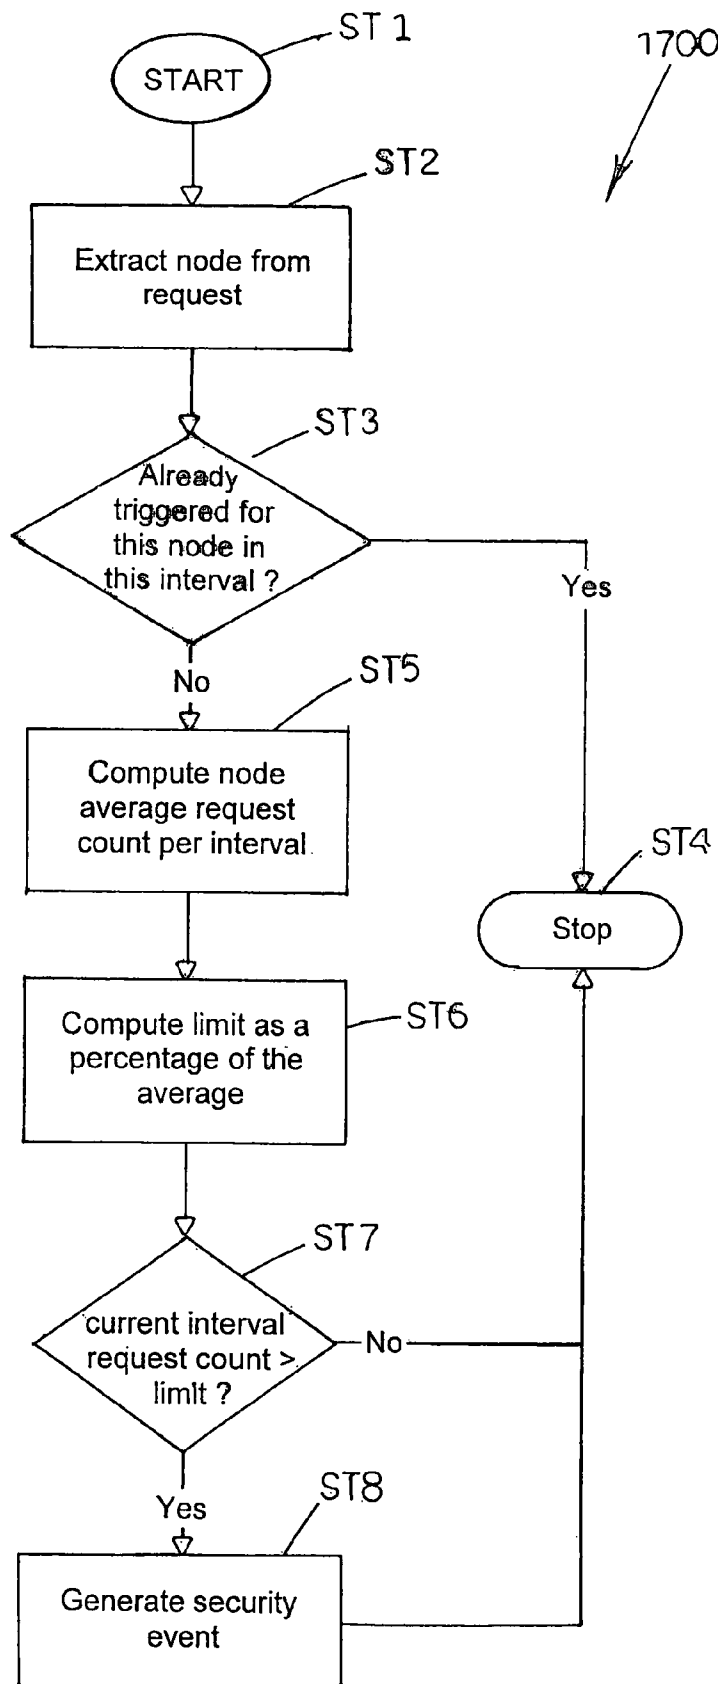 ST1
1700
START
ST2
Extract node from
request
ST3
Already
triggered for
this node in
this interval ?
Yes
No
ST5
Compute node
average request
count per interval
ST4
Stop
ST6
Compute limit as a
percentage of the
average
ST7
current interval
request count >
limit ?
No
Yes
ST8
Generate security
event